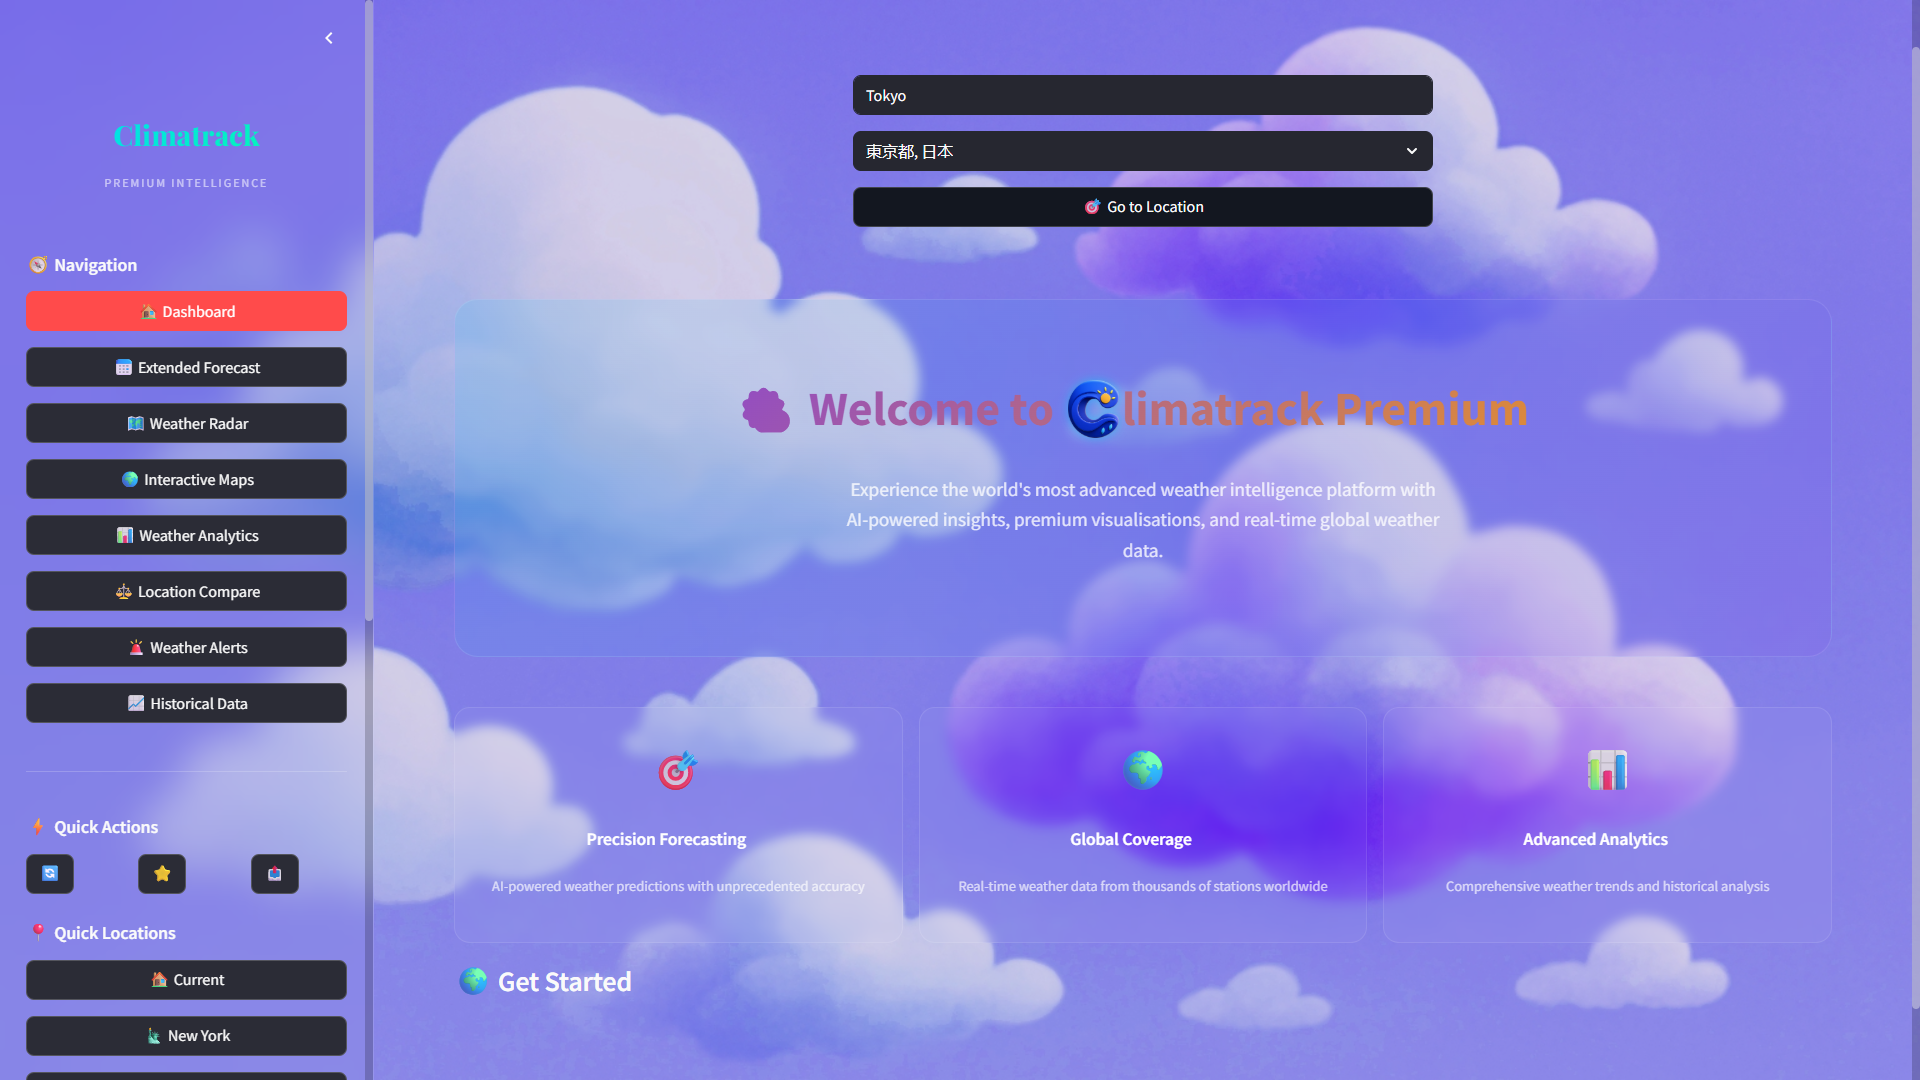 Climatrack
PREMIUM INTELLIGENCE
Navigation
Dashboard
Extended Forecast
Weather Radar
Interactive Maps
Weather Analytics
Location Compare
Weather Alerts
Historical Data
Quick Actions
Quick Locations
Current
New York
Tokyo
東京都, 日本
Go to Location
Welcome to Climatrack Premium
Experience the world's most advanced weather intelligence platform with
AI-powered insights, premium visualisations, and real-time global weather
data.
Precision Forecasting
AI-powered weather predictions with unprecedented accuracy
Global Coverage
Real-time weather data from thousands of stations worldwide
Advanced Analytics
Comprehensive weather trends and historical analysis
Get Started